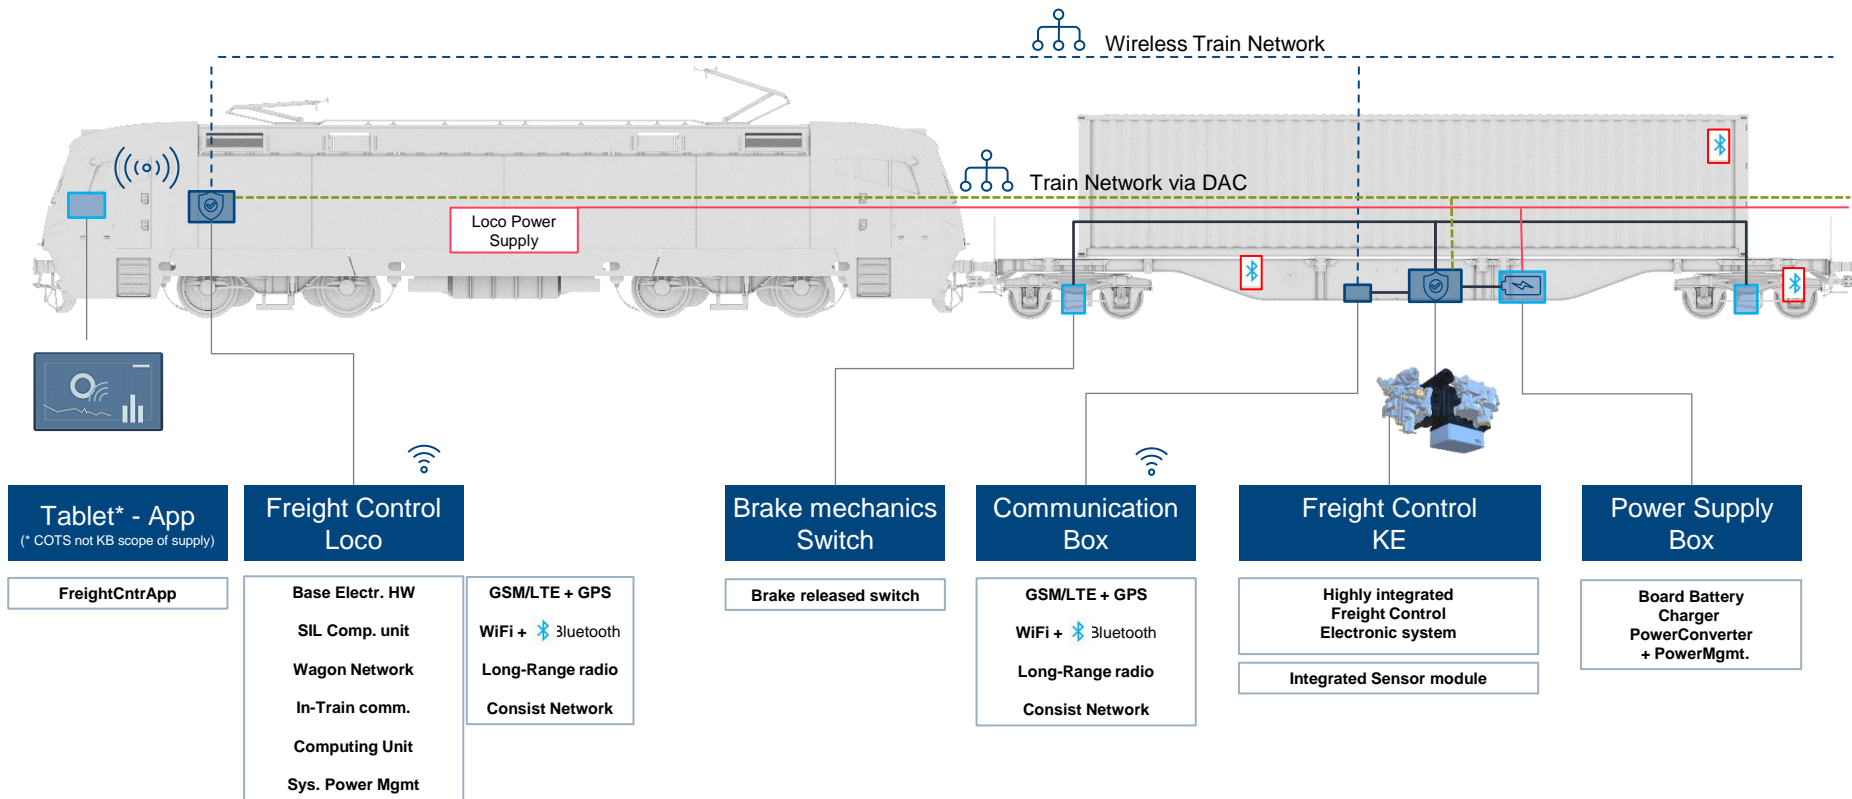 Wireless Train Network
Train Network via DAC
Loco Power
Supply
Tablet* - App
(* COTS not KB scope of supply)
FreightCntrApp
Freight Control
Loco
Base Electr. HW
SIL Comp. unit
Wagon Network
In-Train comm.
Computing Unit
Sys. Power Mgmt
GSM/LTE + GPS
WiFi + Bluetooth
Long-Range radio
Consist Network
Brake mechanics
Switch
Brake released switch
Communication
Box
GSM/LTE + GPS
WiFi + Bluetooth
Long-Range radio
Consist Network
Freight Control
KE
Highly integrated
Freight Control
Electronic system
Integrated Sensor module
Power Supply
Box
Board Battery
Charger
PowerConverter
+ PowerMgmt.